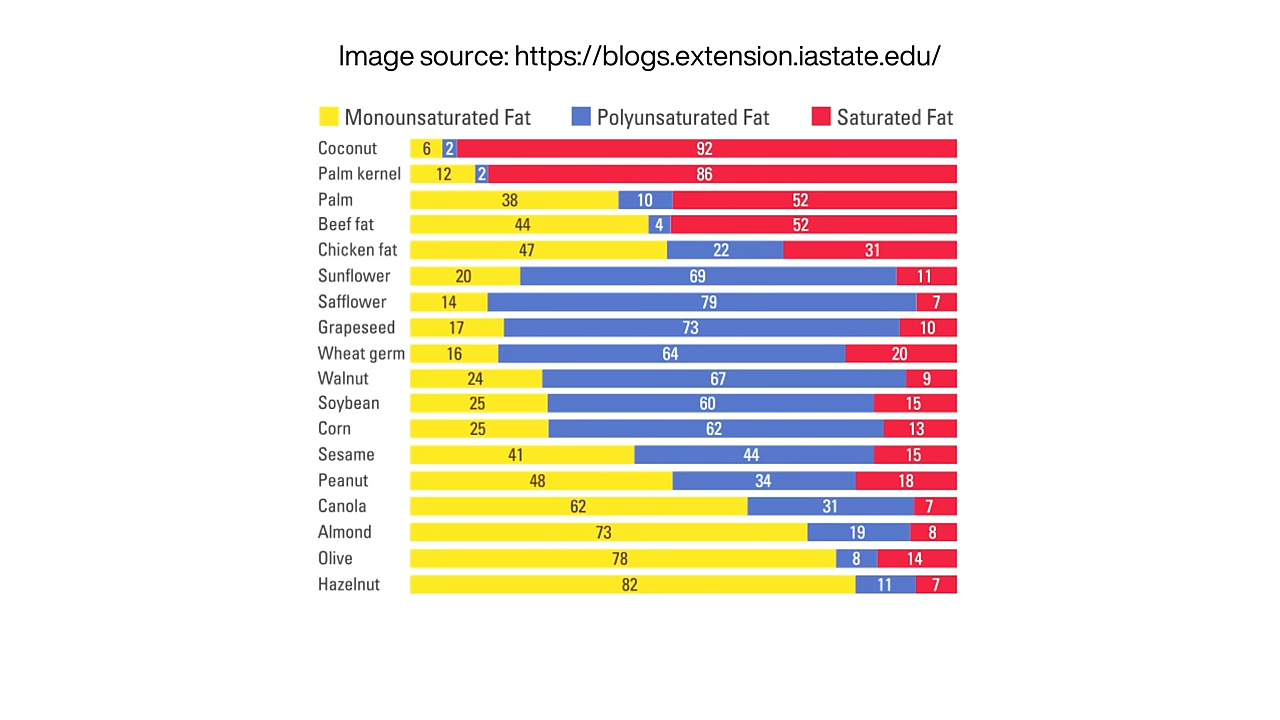 Image source: https://blogs.extension.iastate.edu/
Monounsaturated Fat Polyunsaturated Fat Saturated Fat
Coconut 6 2 92
Palm kernel 12 2 86
Palm 38 10 52
Beef fat 44 4 52
Chicken fat 47 22 31
Sunflower 20 69 11
Safflower 14 79 7
Grapeseed 17 73 10
Wheat germ 16 64 20
Walnut 24 67 9
Soybean 25 60 15
Corn 25 62 13
Sesame 41 44 15
Peanut 48 34 18
Canola 62 31 7
Almond 73 19 8
Olive 78 8 14
Hazelnut 82 11 7